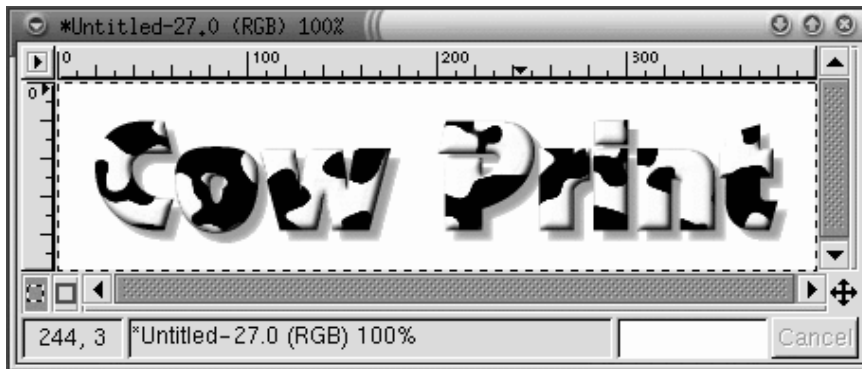 *Untitled-27.0 (RGB) 100%
0 100 200 300
0
Cow Print
244, 3 *Untitled-27.0 (RGB) 100% Cancel